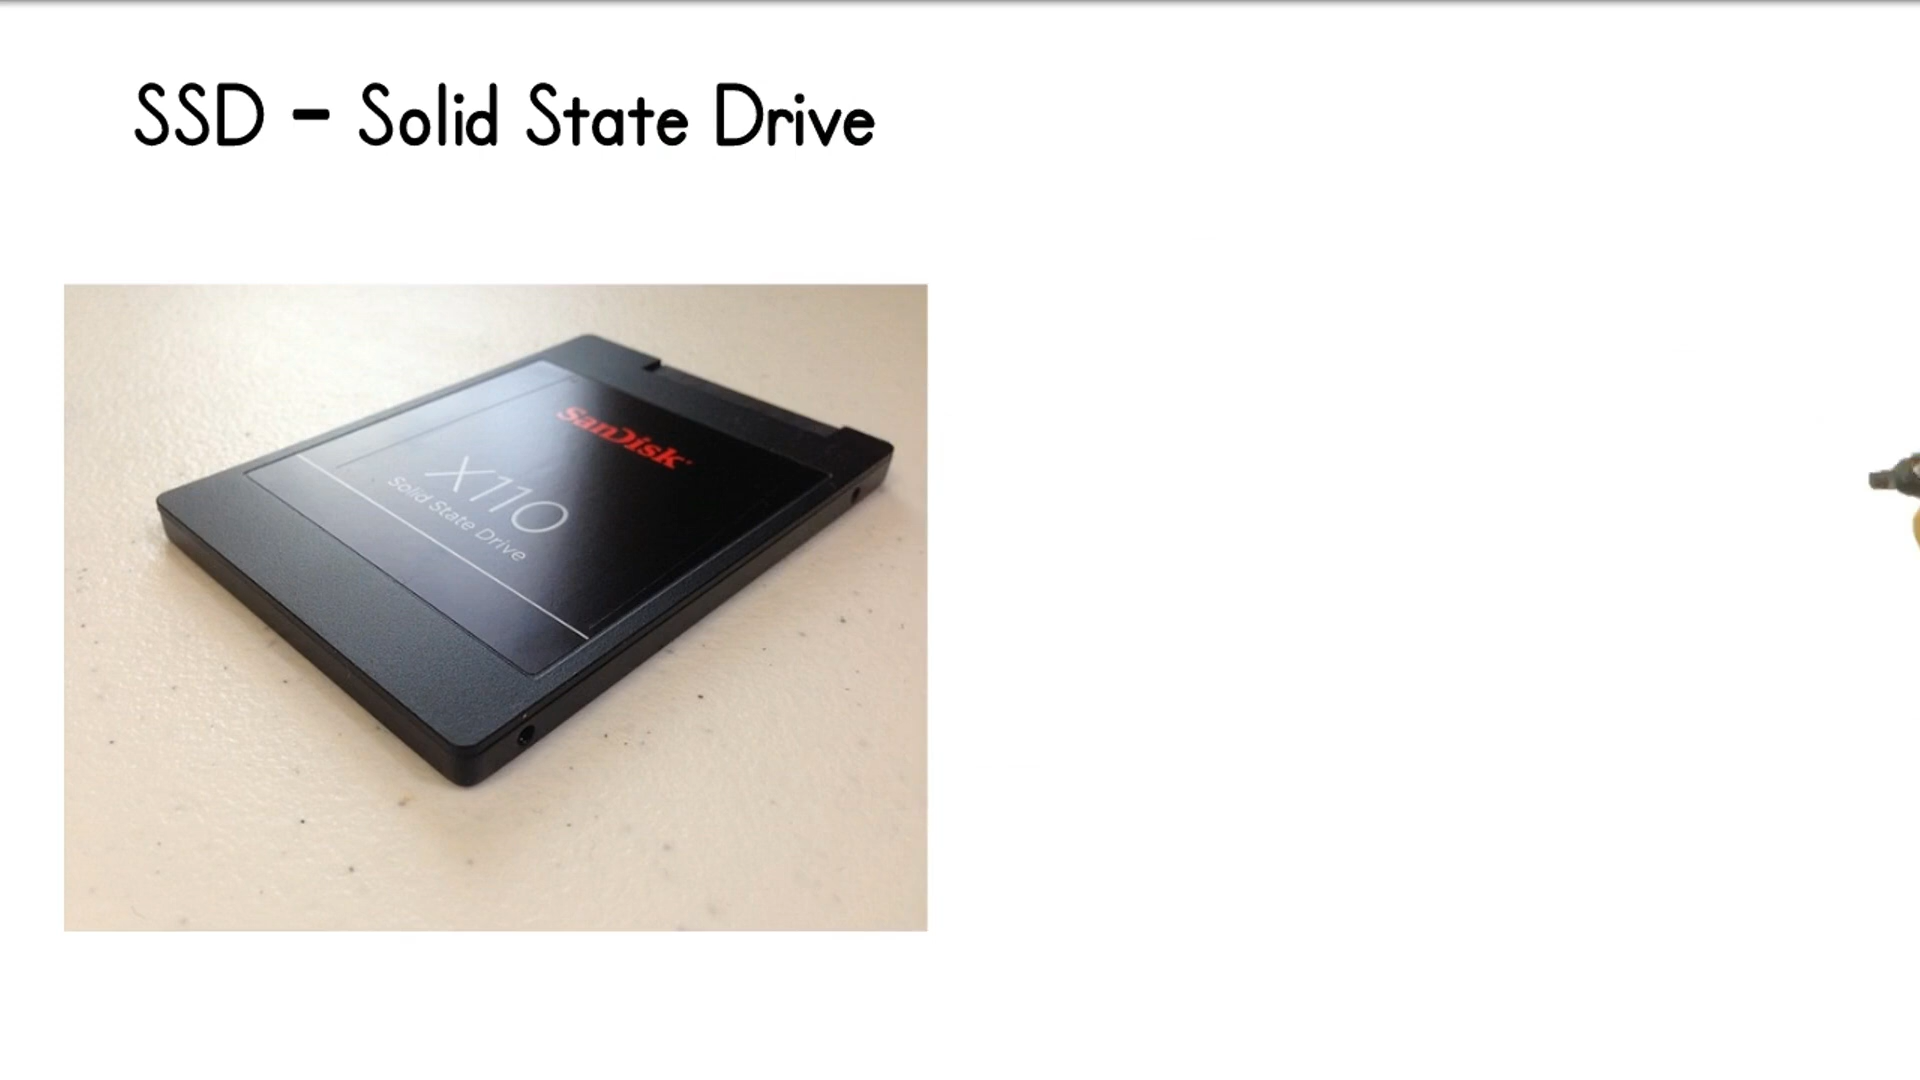 SSD - Solid State Drive
SanDisk
X110
Solid State Drive